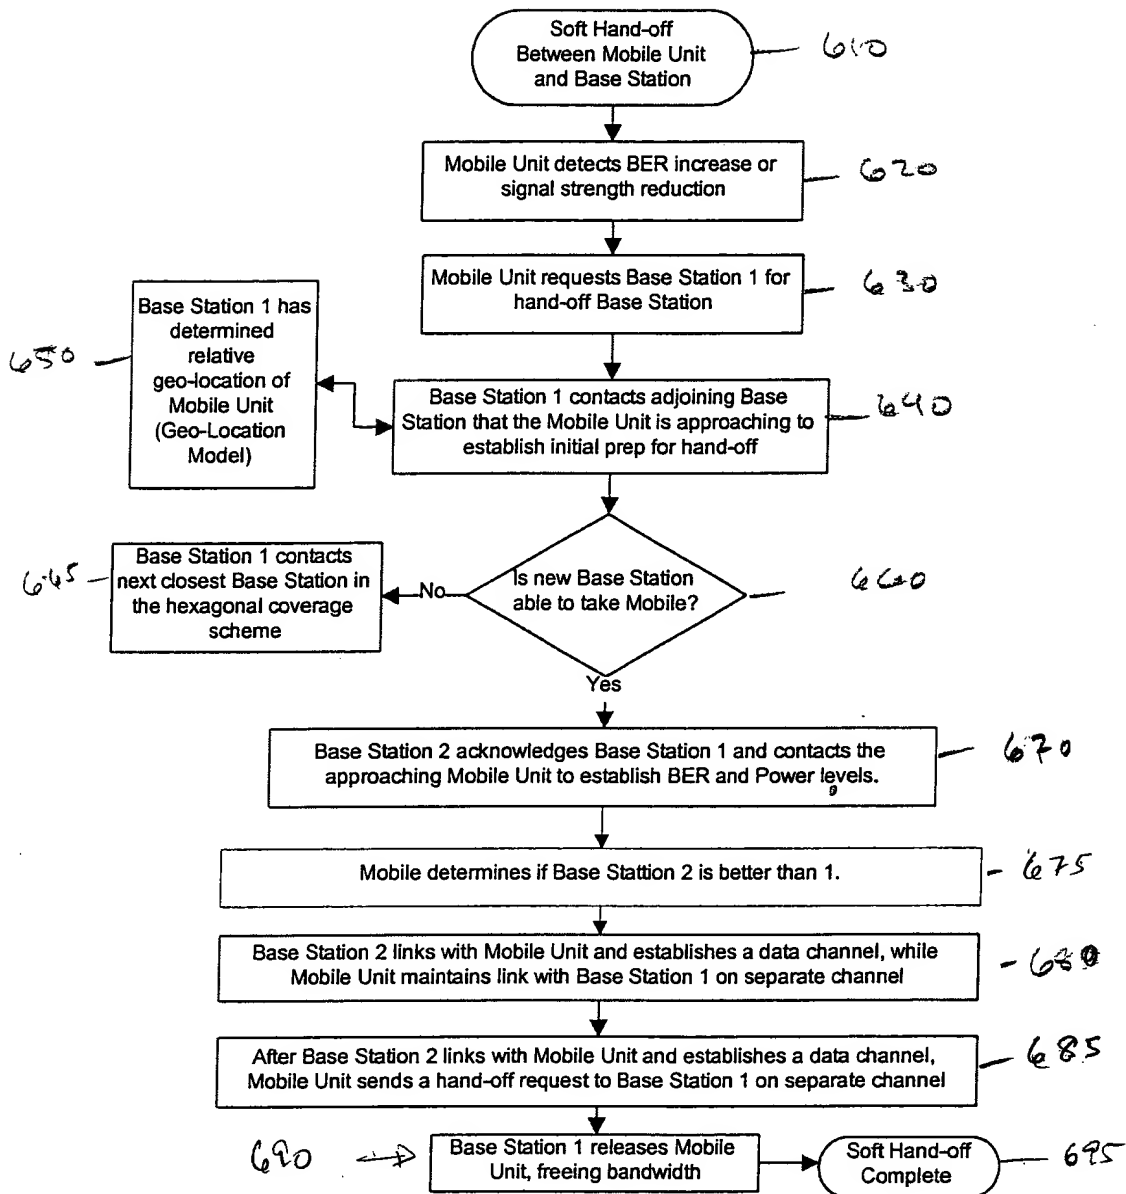 Soft Hand-off
Between Mobile Unit
and Base Station
610
Mobile Unit detects BER increase or
signal strength reduction
620
Mobile Unit requests Base Station 1 for
hand-off Base Station
630
Base Station 1 has
determined
relative
geo-location of
Mobile Unit
(Geo-Location
Model)
650
Base Station 1 contacts adjoining Base
Station that the Mobile Unit is approaching to
establish initial prep for hand-off
640
Base Station 1 contacts
next closest Base Station in
the hexagonal coverage
scheme
645
No
Is new Base Station
able to take Mobile?
660
Yes
Base Station 2 acknowledges Base Station 1 and contacts the
approaching Mobile Unit to establish BER and Power levels.
670
Mobile determines if Base Stattion 2 is better than 1.
675
Base Station 2 links with Mobile Unit and establishes a data channel, while
Mobile Unit maintains link with Base Station 1 on separate channel
680
After Base Station 2 links with Mobile Unit and establishes a data channel,
Mobile Unit sends a hand-off request to Base Station 1 on separate channel
685
690
Base Station 1 releases Mobile
Unit, freeing bandwidth
Soft Hand-off
Complete
695